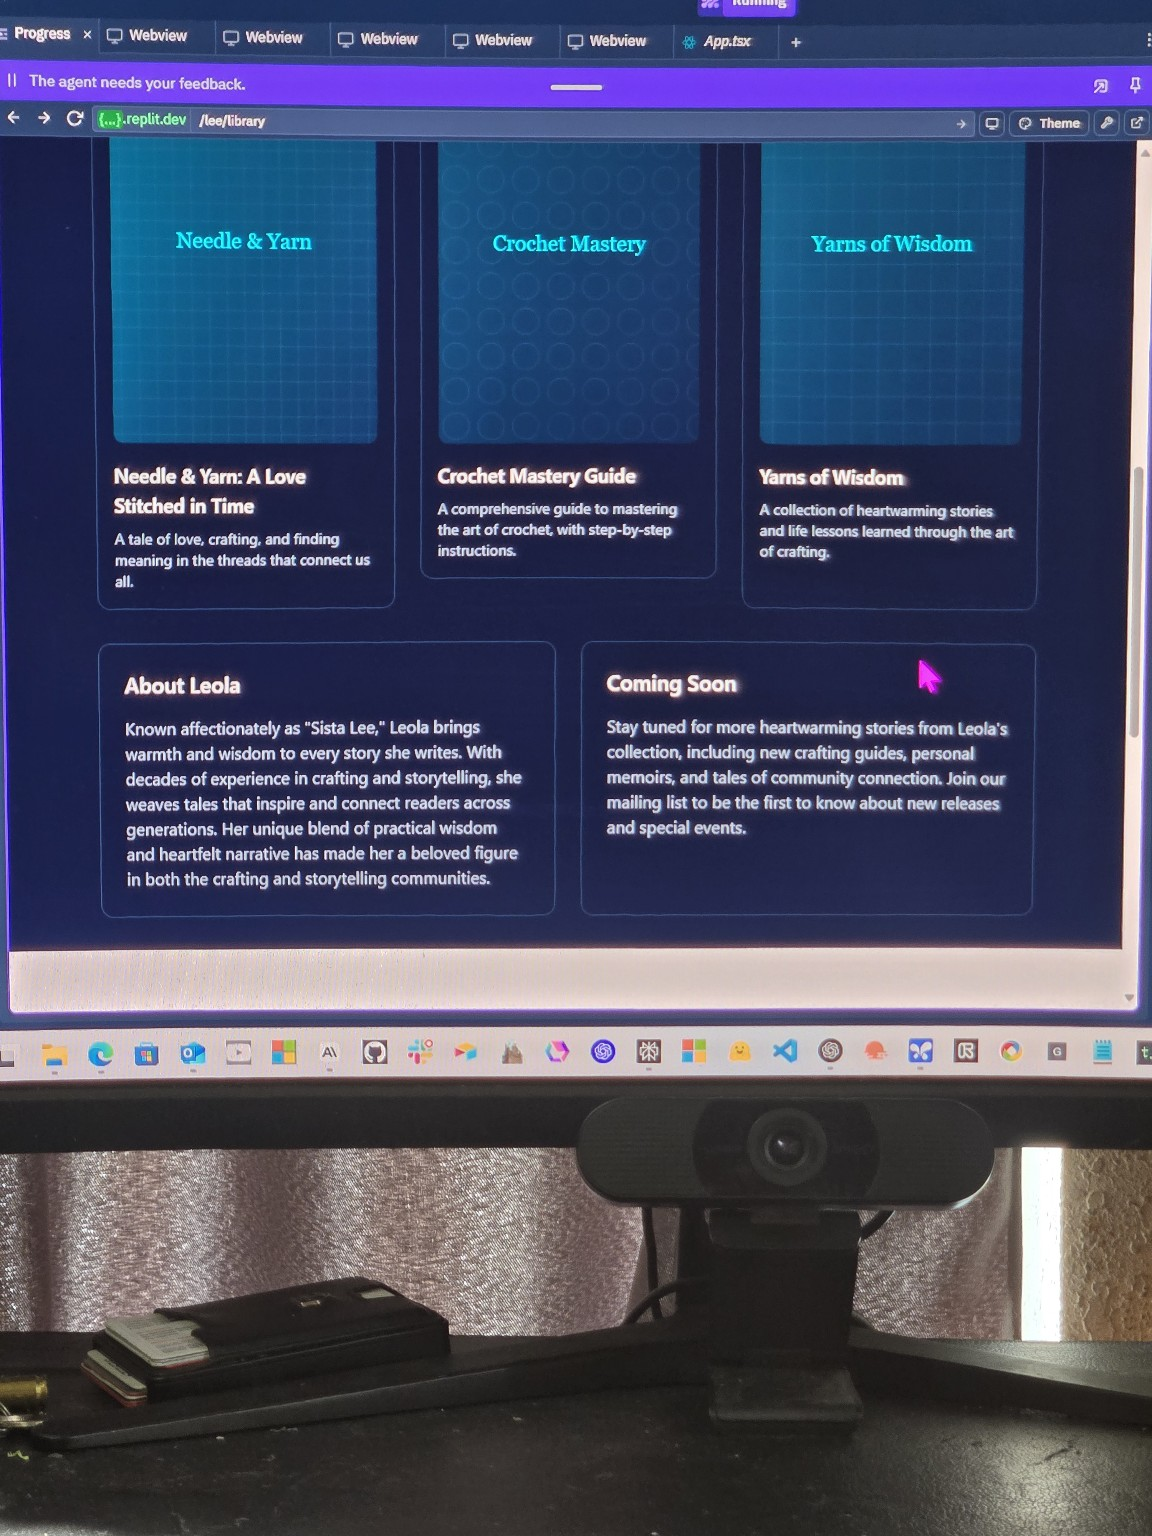 Running
Progress
Webview
Webview
Webview
Webview
Webview
App.tsx
The agent needs your feedback.
{...}.replit.dev /lee/library
Theme
Needle & Yarn
Crochet Mastery
Yarns of Wisdom
Needle & Yarn: A Love
Stitched in Time
A tale of love, crafting, and finding
meaning in the threads that connect us
all.
Crochet Mastery Guide
A comprehensive guide to mastering
the art of crochet, with step-by-step
instructions.
Yarns of Wisdom
A collection of heartwarming stories
and life lessons learned through the art
of crafting.
About Leola
Known affectionately as "Sista Lee," Leola brings
warmth and wisdom to every story she writes. With
decades of experience in crafting and storytelling, she
weaves tales that inspire and connect readers across
generations. Her unique blend of practical wisdom
and heartfelt narrative has made her a beloved figure
in both the crafting and storytelling communities.
Coming Soon
Stay tuned for more heartwarming stories from Leola's
collection, including new crafting guides, personal
memoirs, and tales of community connection. Join our
mailing list to be the first to know about new releases
and special events.